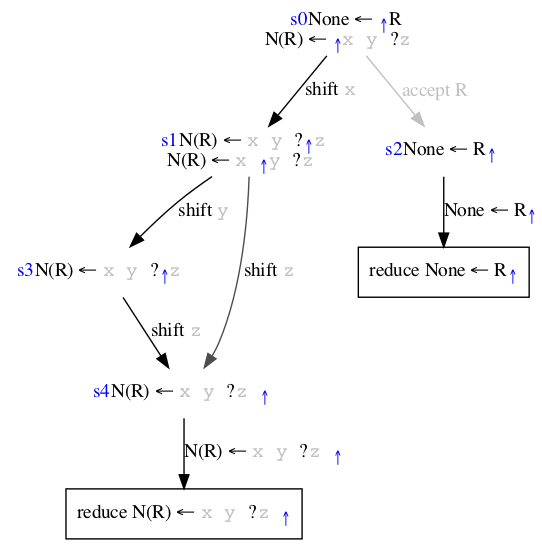 s0None ← ↑R
N(R) ← ↑x y ?z
shift x
accept R
s1N(R) ← x y ?↑z
N(R) ← x ↑y ?z
s2None ← R↑
shift y
None ← R↑
s3N(R) ← x y ?↑z
shift z
reduce None ← R↑
shift z
s4N(R) ← x y ?z ↑
N(R) ← x y ?z ↑
reduce N(R) ← x y ?z ↑